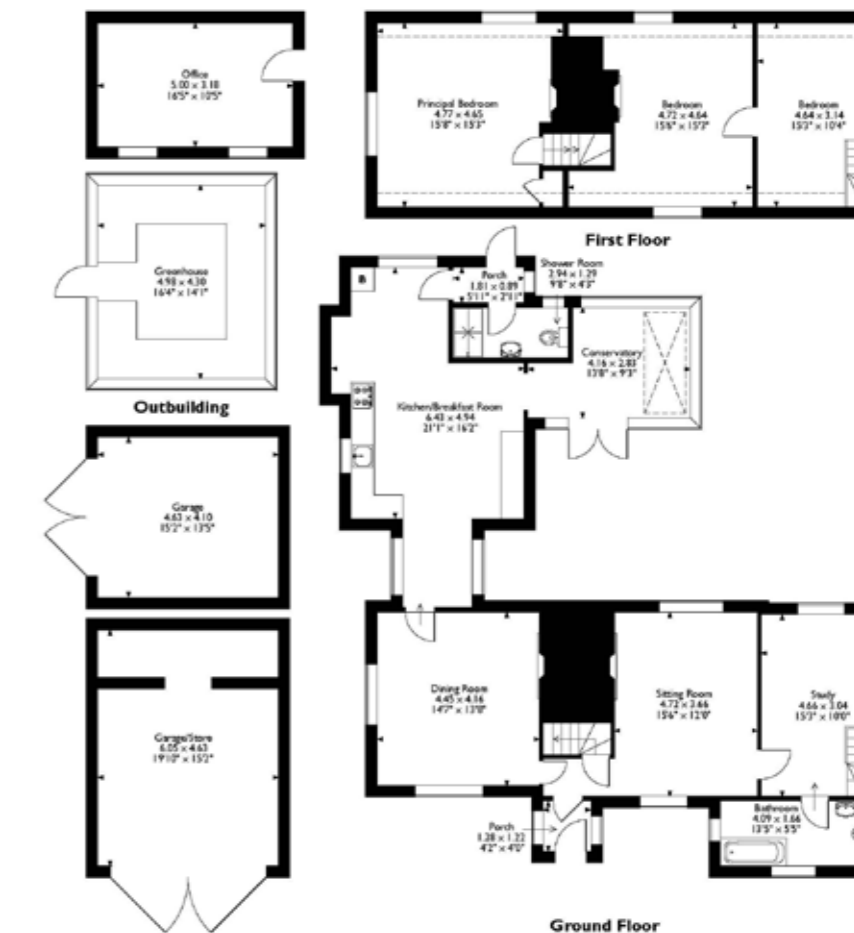 Office
5.00 x 3.18
16'5" x 10'5"
Principal Bedroom
4.77 x 4.65
15'8" x 15'3"
Bedroom
4.72 x 4.64
15'6" x 15'3"
Bedroom
4.64 x 3.14
15'3" x 10'4"
First Floor
Greenhouse
4.98 x 4.30
16'4" x 14'1"
Outbuilding
B
Porch
1.81 x 0.89
5'11" x 2'11"
Shower Room
2.94 x 1.29
9'8" x 4'3"
Conservatory
4.16 x 2.83
13'8" x 9'3"
Kitchen/Breakfast Room
6.43 x 4.94
21'1" x 16'2"
Garage
4.63 x 4.10
15'2" x 13'5"
Garage/Store
6.05 x 4.63
19'10" x 15'2"
Dining Room
4.45 x 4.16
14'7" x 13'8"
Sitting Room
4.72 x 3.66
15'6" x 12'0"
Study
4.66 x 3.04
15'3" x 10'0"
Porch
1.28 x 1.22
4'2" x 4'0"
Bathroom
4.09 x 1.66
13'5" x 5'5"
Ground Floor